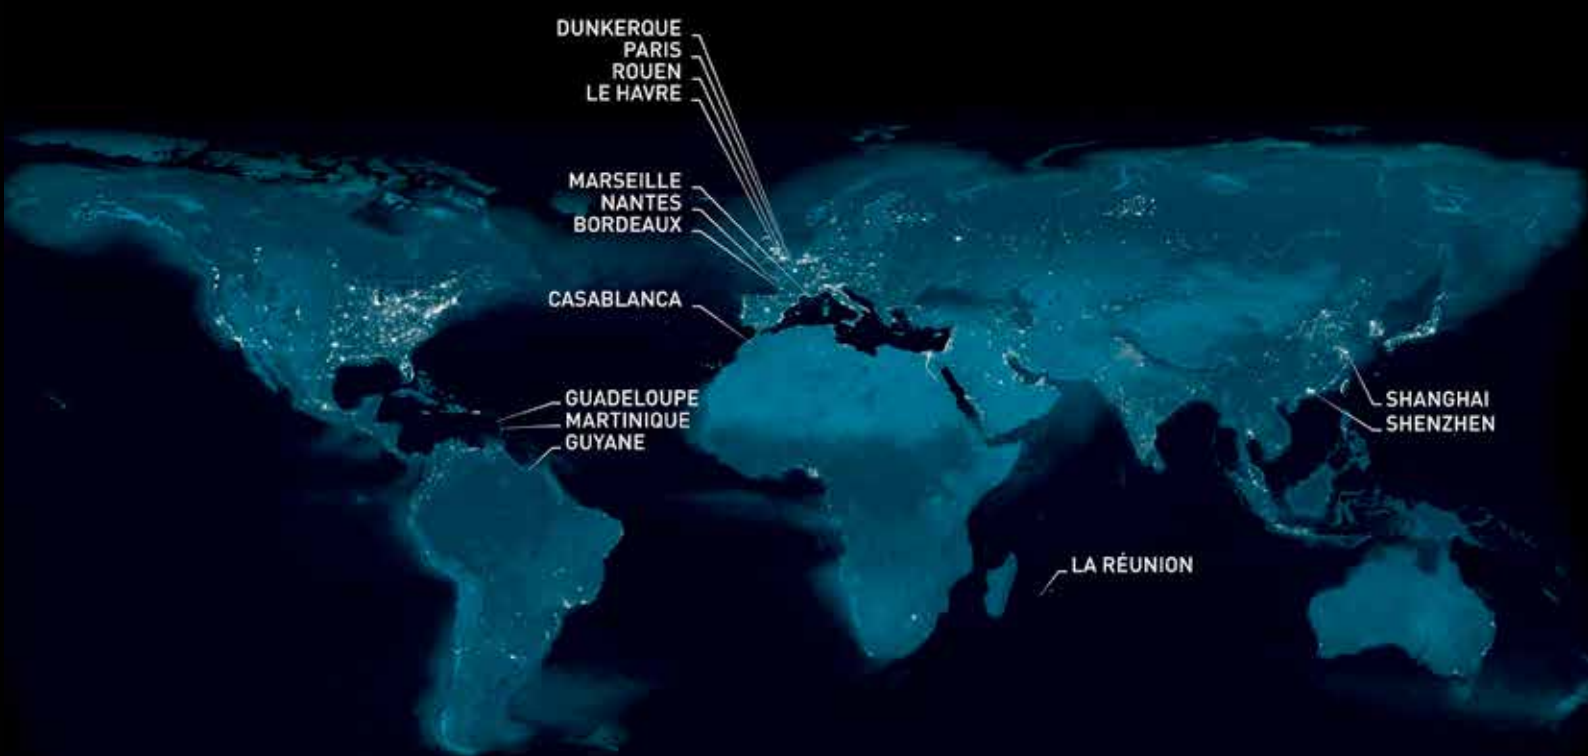 DUNKERQUE
PARIS
ROUEN
LE HAVRE
MARSEILLE
NANTES
BORDEAUX
CASABLANCA
GUADELOUPE
MARTINIQUE
GUYANE
SHANGHAI
SHENZHEN
LA RÉUNION